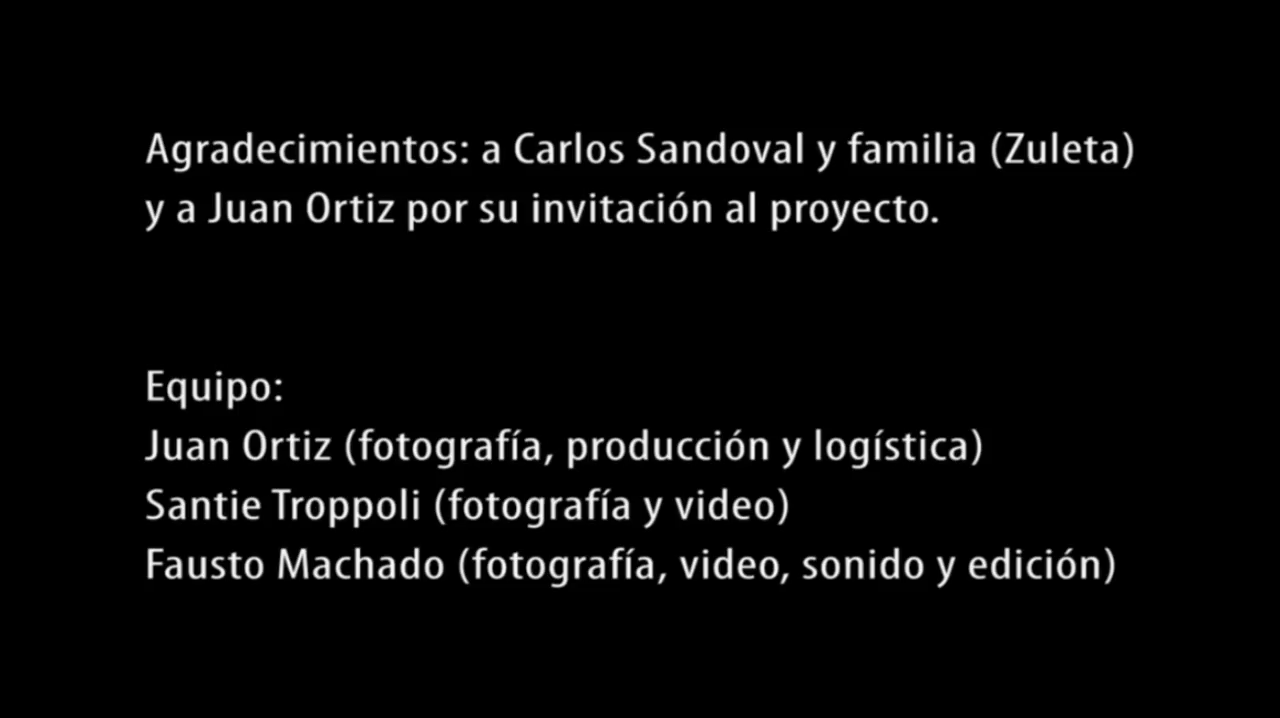 Agradecimientos: a Carlos Sandoval y familia (Zuleta)
y a Juan Ortiz por su invitación al proyecto.
Equipo:
Juan Ortiz (fotografía, producción y logística)
Santie Troppoli (fotografía y video)
Fausto Machado (fotografía, video, sonido y edición)